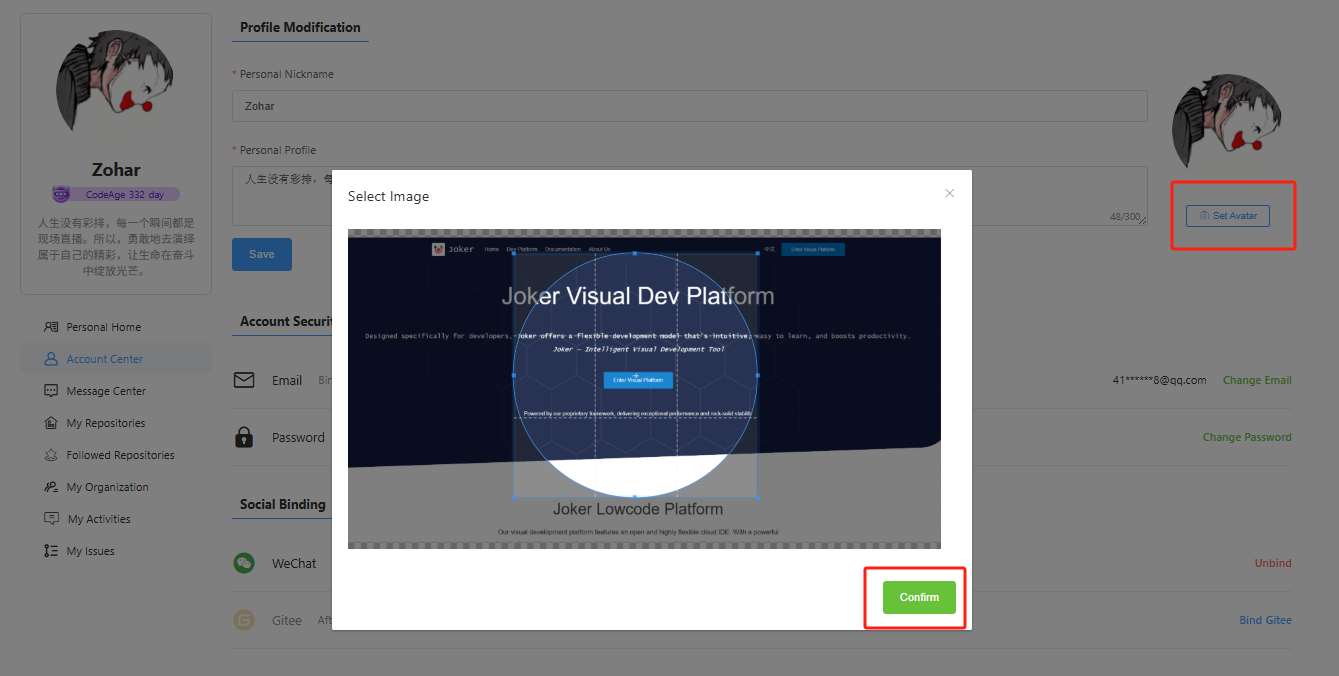 Zohar
CodeAge 332 day
人生没有彩排，每一个瞬间都是
现场直播。所以，勇敢地去演绎
属于自己的精彩，让生命在奋斗
中绽放光芒。
Personal Home
Account Center
Message Center
My Repositories
Followed Repositories
My Organization
My Activities
My Issues
Profile Modification
* Personal Nickname
Zohar
* Personal Profile
人生没有彩排，每
48/300
Save
Set Avatar
Account Securit
Email Bin
41******8@qq.com Change Email
Password
Change Password
Social Binding
WeChat
Unbind
Gitee Aft
Bind Gitee
Select Image
Joker Home Dev Platform Documentation About Us 中文 Enter Visual Platform
Joker Visual Dev Platform
Designed specifically for developers, Joker offers a flexible development model that's intuitive, easy to learn, and boosts productivity.
Joker - Intelligent Visual Development Tool
Enter Visual Platform
Powered by our proprietary framework, delivering exceptional performance and rock-solid stabilit
Joker Lowcode Platform
Our visual development platform features an open and highly flexible cloud IDE. With a powerful
Confirm